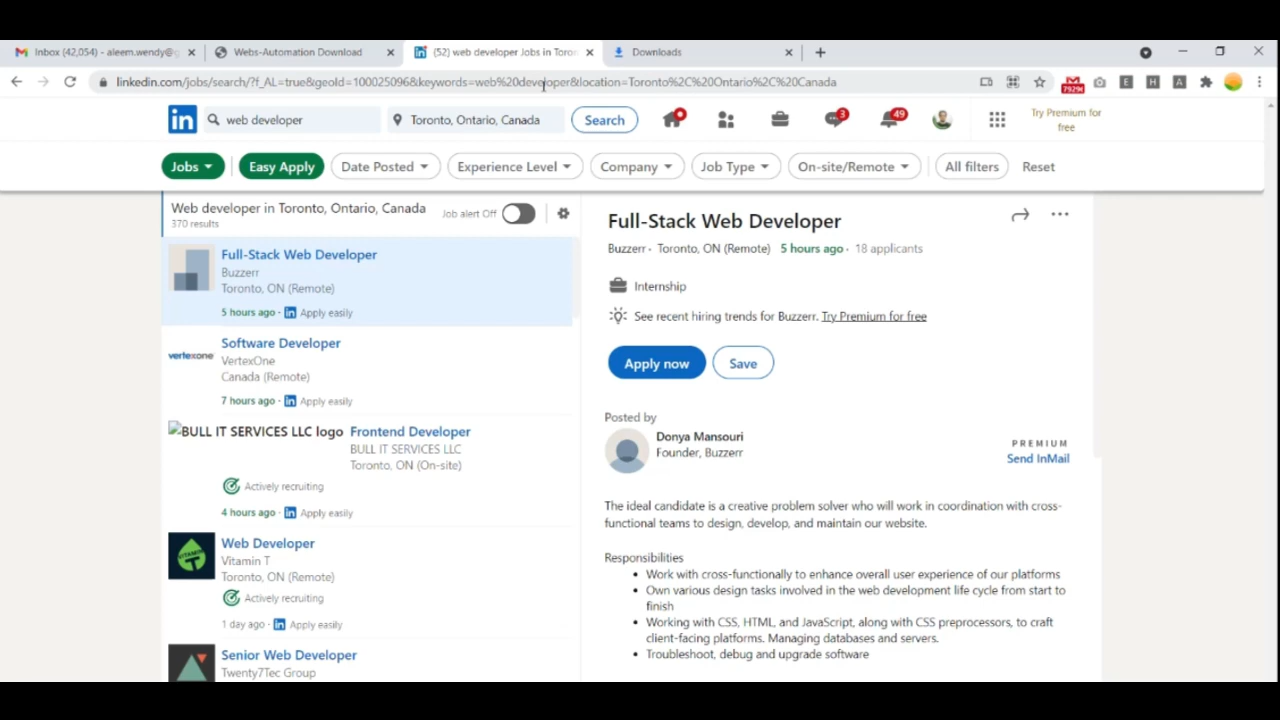 Inbox (42,054) - aleem.wendy@g
Webs-Automation Download
(52) web developer Jobs in Toron
Downloads
linkedin.com/jobs/search/?f_AL=true&geoId=100025096&keywords=web%20developer&location=Toronto%2C%20Ontario%2C%20Canada
in
web developer
Toronto, Ontario, Canada
Search
3
49
Try Premium for
free
Jobs
Easy Apply
Date Posted
Experience Level
Company
Job Type
On-site/Remote
All filters
Reset
Web developer in Toronto, Ontario, Canada
370 results
Job alert Off
Full-Stack Web Developer
Buzzerr
Toronto, ON (Remote)
5 hours ago · in Apply easily
vertexone
Software Developer
VertexOne
Canada (Remote)
7 hours ago · in Apply easily
BULL IT SERVICES LLC logo
Frontend Developer
BULL IT SERVICES LLC
Toronto, ON (On-site)
Actively recruiting
4 hours ago · in Apply easily
VITAMIN T
Web Developer
Vitamin T
Toronto, ON (Remote)
Actively recruiting
1 day ago · in Apply easily
Senior Web Developer
Twenty7Tec Group
Full-Stack Web Developer
Buzzerr · Toronto, ON (Remote) 5 hours ago · 18 applicants
Internship
See recent hiring trends for Buzzerr. Try Premium for free
Apply now
Save
Posted by
Donya Mansouri
Founder, Buzzerr
PREMIUM
Send InMail
The ideal candidate is a creative problem solver who will work in coordination with cross-
functional teams to design, develop, and maintain our website.
Responsibilities
• Work with cross-functionally to enhance overall user experience of our platforms
• Own various design tasks involved in the web development life cycle from start to
finish
• Working with CSS, HTML, and JavaScript, along with CSS preprocessors, to craft
client-facing platforms. Managing databases and servers.
• Troubleshoot, debug and upgrade software